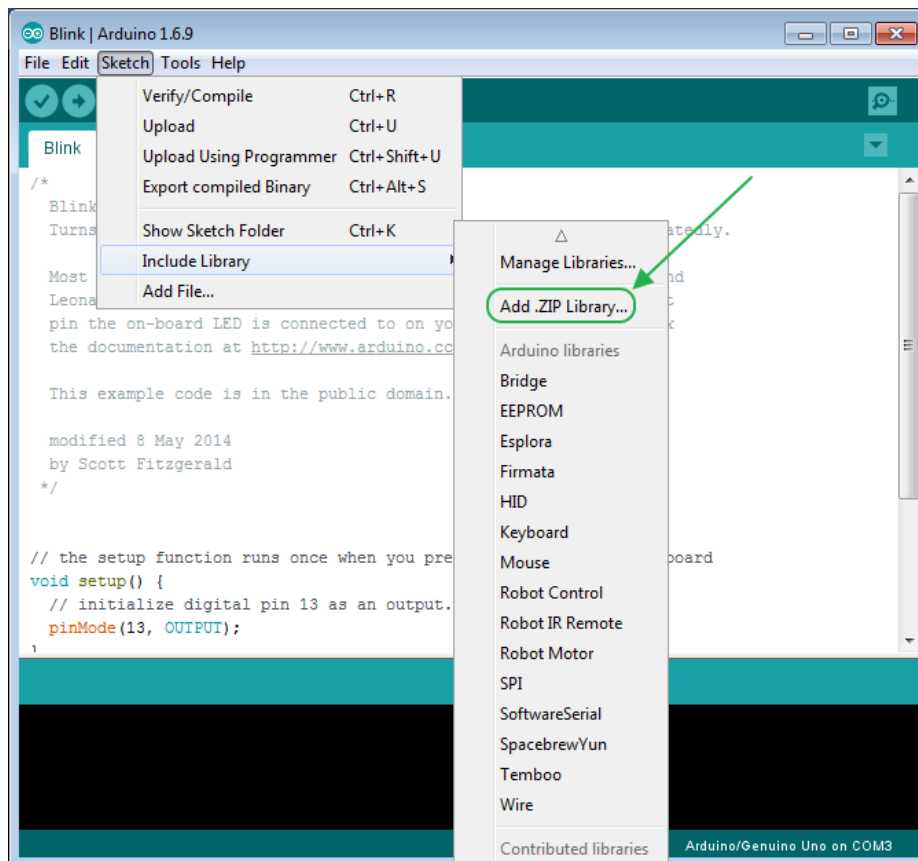 Blink | Arduino 1.6.9
File Edit Sketch Tools Help
Verify/Compile Ctrl+R
Upload Ctrl+U
Upload Using Programmer Ctrl+Shift+U
Export compiled Binary Ctrl+Alt+S
Show Sketch Folder Ctrl+K
Include Library
Add File...
Manage Libraries...
Add .ZIP Library...
Arduino libraries
Bridge
EEPROM
Esplora
Firmata
HID
Keyboard
Mouse
Robot Control
Robot IR Remote
Robot Motor
SPI
SoftwareSerial
SpacebrewYun
Temboo
Wire
Contributed libraries
Blink
/*
Blink
Turns
Most
Leona
pin the on-board LED is connected to on yo
the documentation at http://www.arduino.cc
This example code is in the public domain.
modified 8 May 2014
by Scott Fitzgerald
*/
// the setup function runs once when you pre board
void setup() {
// initialize digital pin 13 as an output.
pinMode(13, OUTPUT);
Arduino/Genuino Uno on COM3